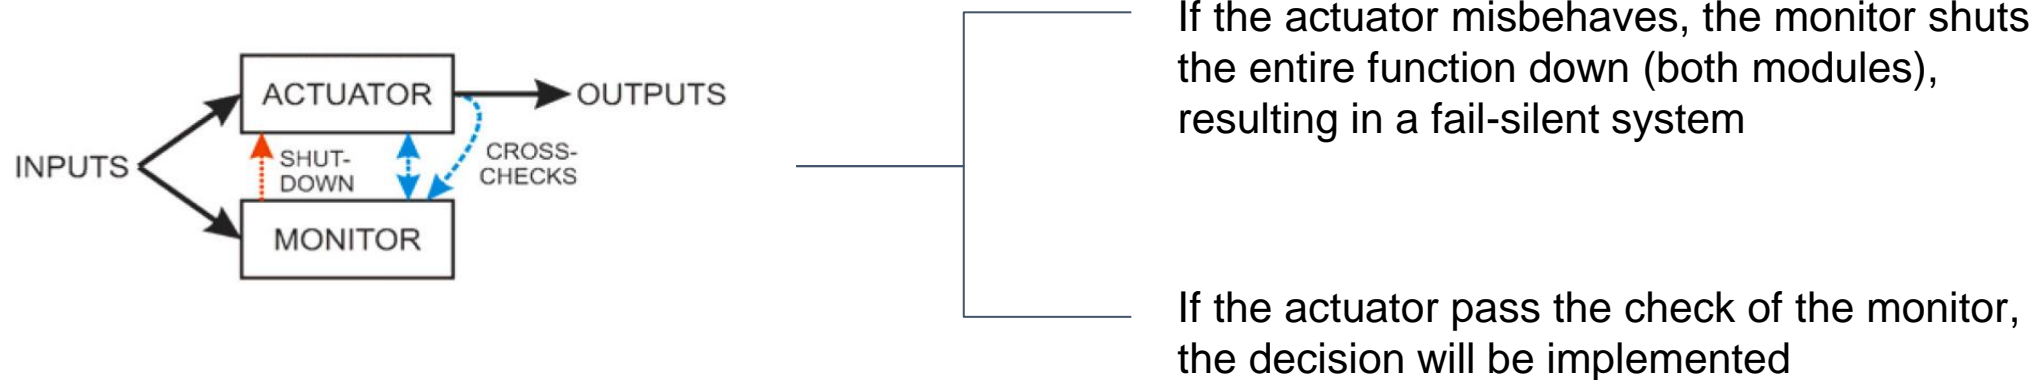 ACTUATOR
OUTPUTS
INPUTS
SHUT-
DOWN
CROSS-
CHECKS
MONITOR
If the actuator misbehaves, the monitor shuts
the entire function down (both modules),
resulting in a fail-silent system
If the actuator pass the check of the monitor,
the decision will be implemented